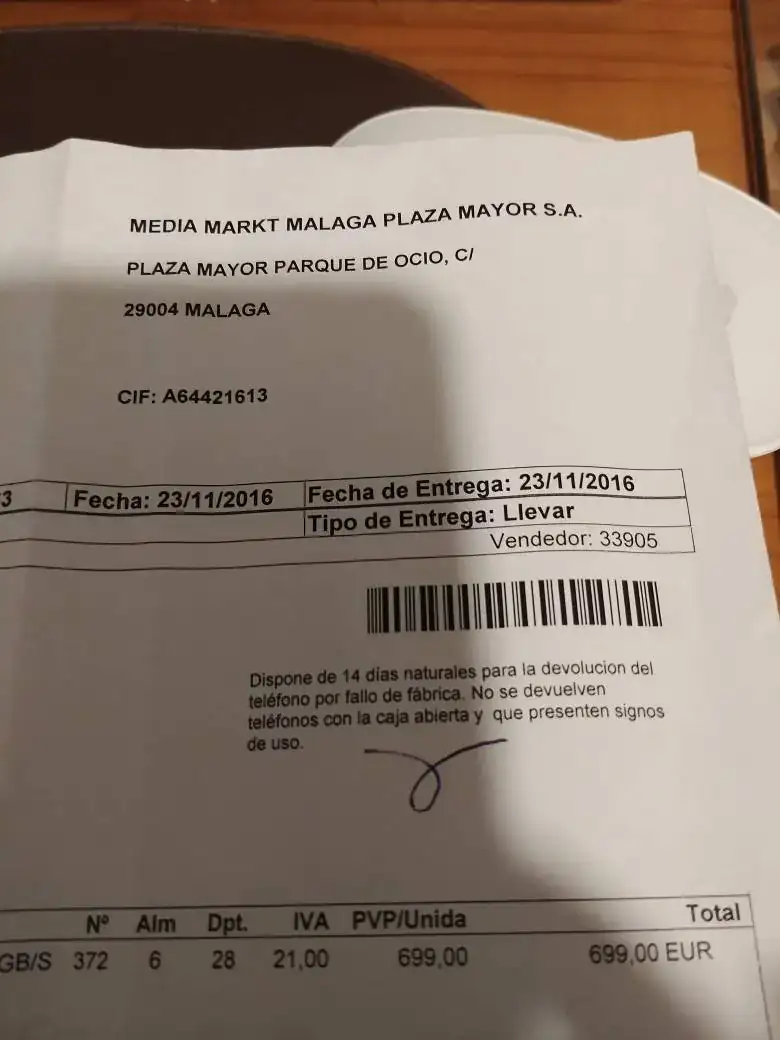 MEDIA MARKT MALAGA PLAZA MAYOR S.A.
PLAZA MAYOR PARQUE DE OCIO, C/
29004 MALAGA
CIF: A64421613
3 Fecha: 23/11/2016 Fecha de Entrega: 23/11/2016
Tipo de Entrega: Llevar
Vendedor: 33905
Dispone de 14 días naturales para la devolucion del
teléfono por fallo de fábrica. No se devuelven
teléfonos con la caja abierta y que presenten signos
de uso.
Nº Alm Dpt. IVA PVP/Unida Total
GB/S 372 6 28 21,00 699,00 699,00 EUR